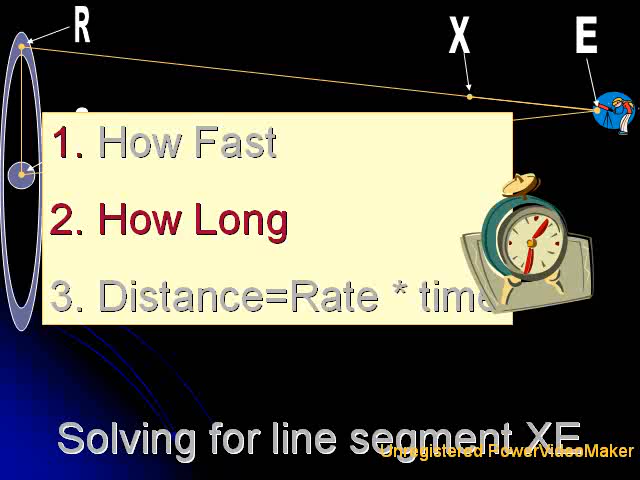 R
X E
1. How Fast
2. How Long
3. Distance=Rate * time
Solving for line segment XE
Unregistered PowerVideoMaker